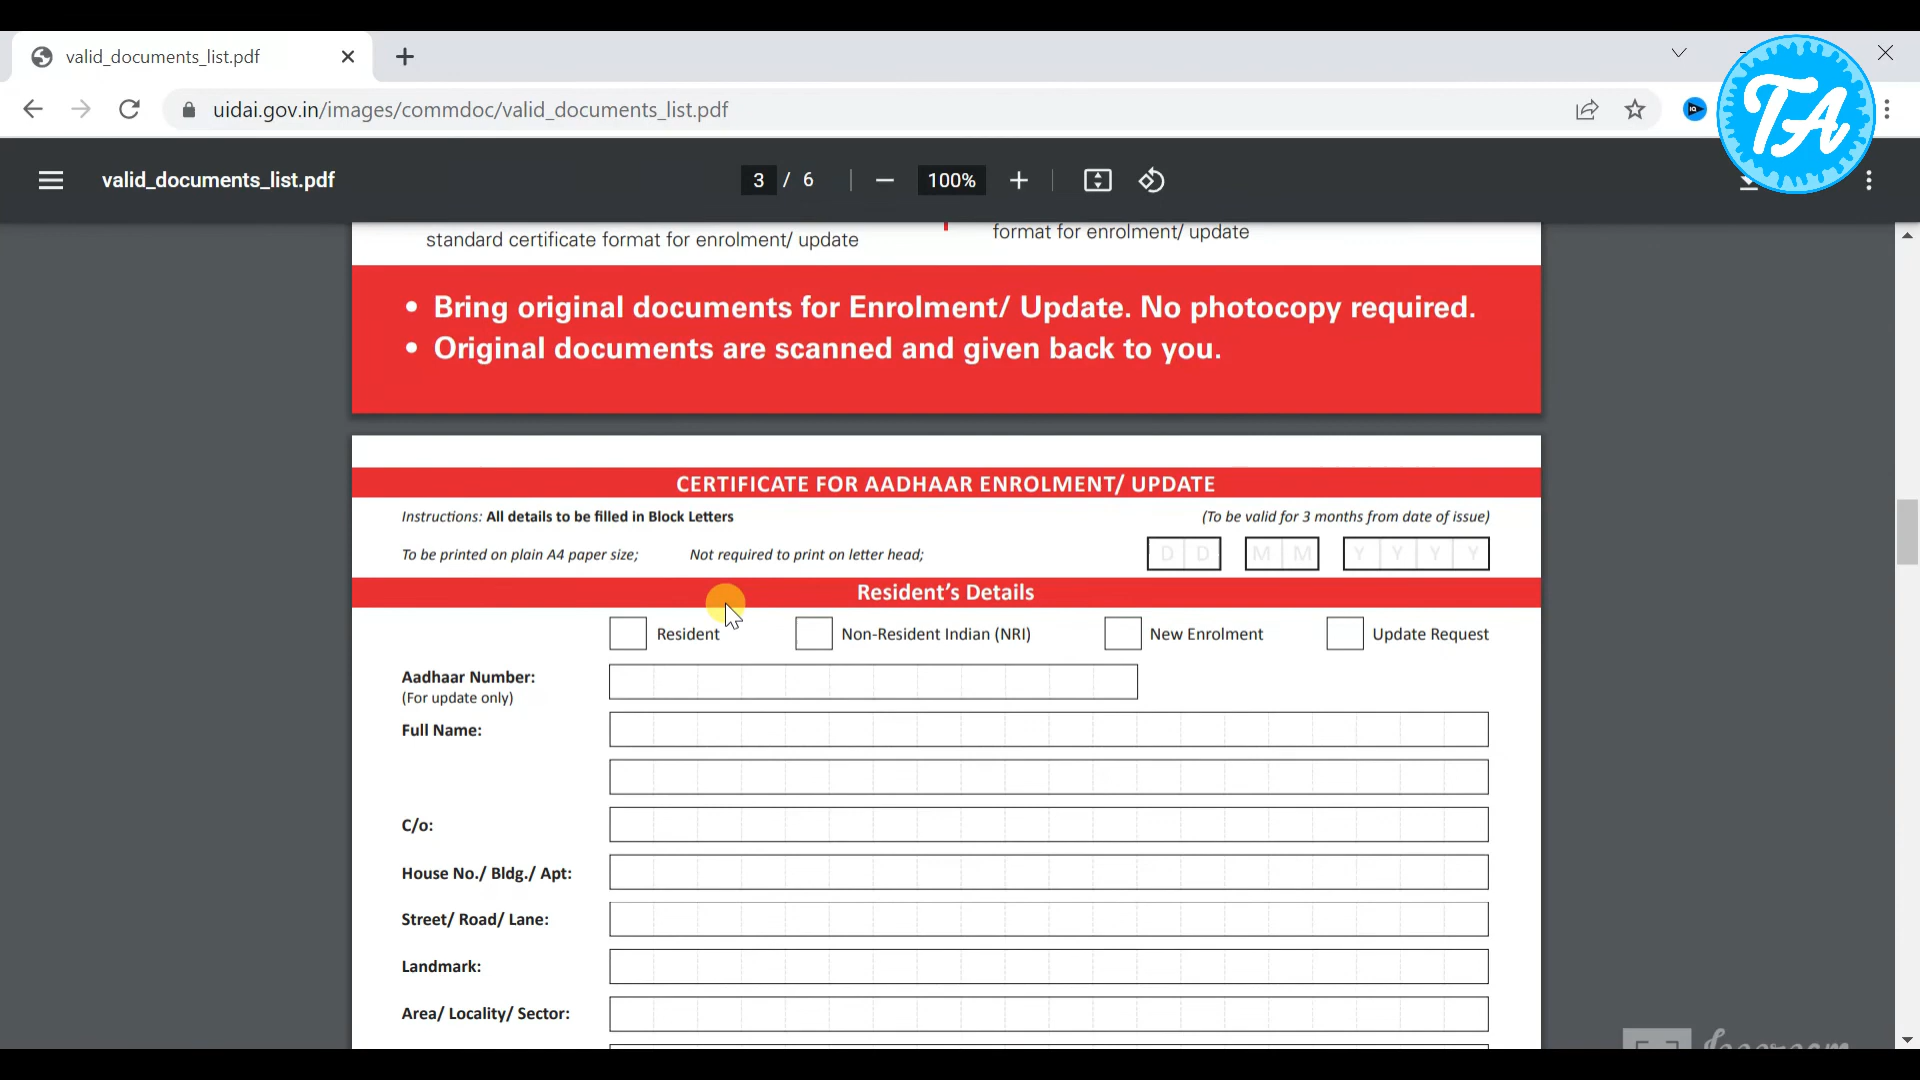 valid_documents_list.pdf
uidai.gov.in/images/commdoc/valid_documents_list.pdf
TA
valid_documents_list.pdf
3 / 6
100%
standard certificate format for enrolment/ update
format for enrolment/ update
• Bring original documents for Enrolment/ Update. No photocopy required.
• Original documents are scanned and given back to you.
CERTIFICATE FOR AADHAAR ENROLMENT/ UPDATE
Instructions: All details to be filled in Block Letters
(To be valid for 3 months from date of issue)
To be printed on plain A4 paper size; Not required to print on letter head;
D D M M Y Y Y Y
Resident's Details
Resident Non-Resident Indian (NRI) New Enrolment Update Request
Aadhaar Number:
(For update only)
Full Name:
C/o:
House No./ Bldg./ Apt:
Street/ Road/ Lane:
Landmark:
Area/ Locality/ Sector: